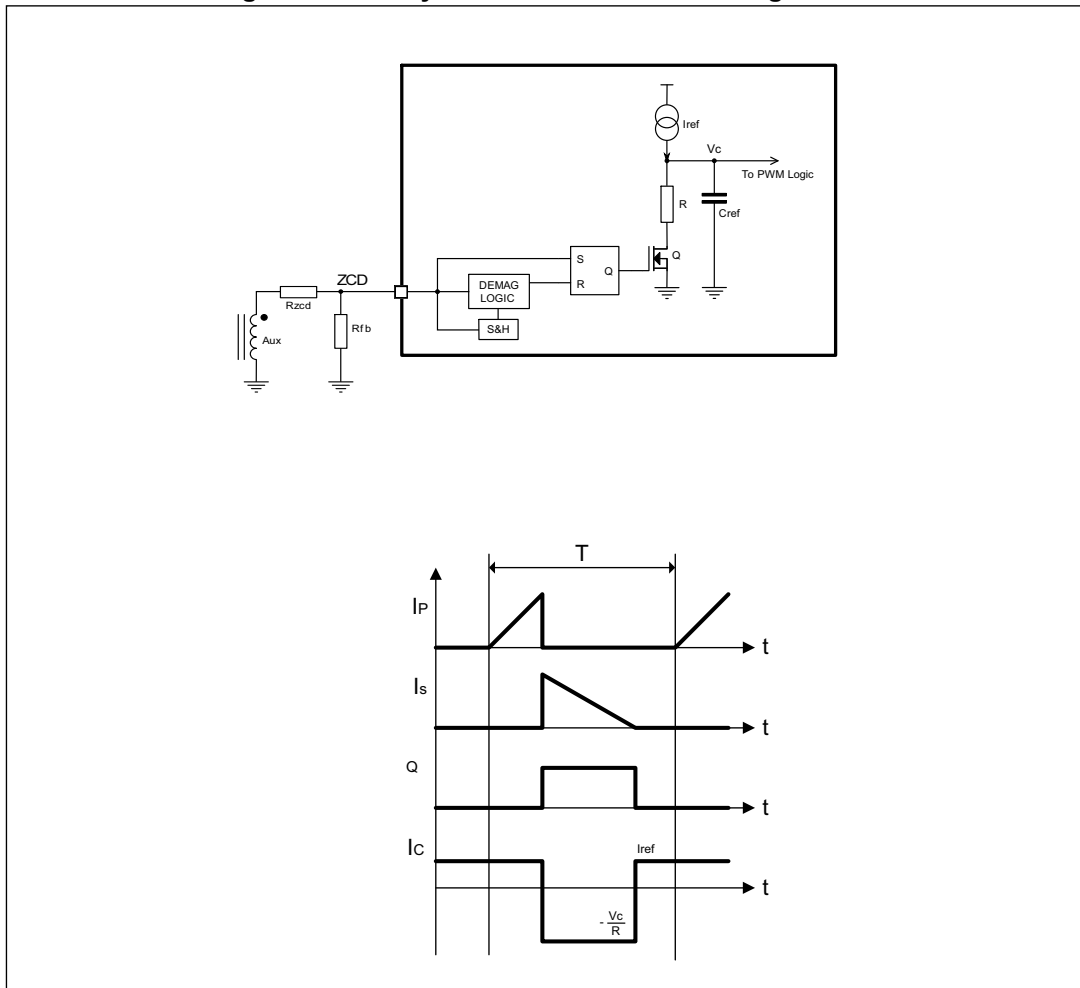 Iref
Vc
To PWM Logic
R
Cref
Q
S
R
Q
DEMAG
LOGIC
S&H
ZCD
Rzcd
Rfb
Aux
T
IP
t
Is
t
Q
t
IC
Iref
t
- Vc
R